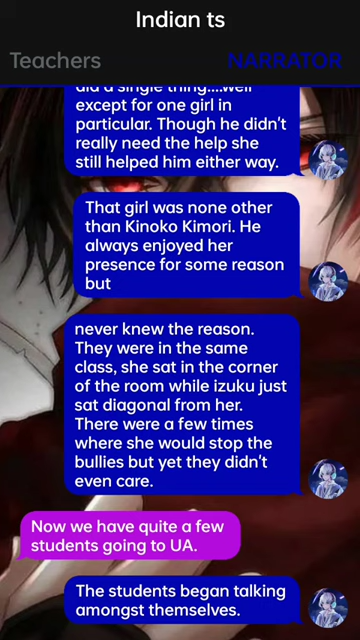 Indian ts
Teachers NARRATOR
did a single thing....well
except for one girl in
particular. Though he didn't
really need the help she
still helped him either way.
That girl was none other
than Kinoko Kimori. He
always enjoyed her
presence for some reason
but
never knew the reason.
They were in the same
class, she sat in the corner
of the room while izuku just
sat diagonal from her.
There were a few times
where she would stop the
bullies but yet they didn't
even care.
Now we have quite a few
students going to UA.
The students began talking
amongst themselves.